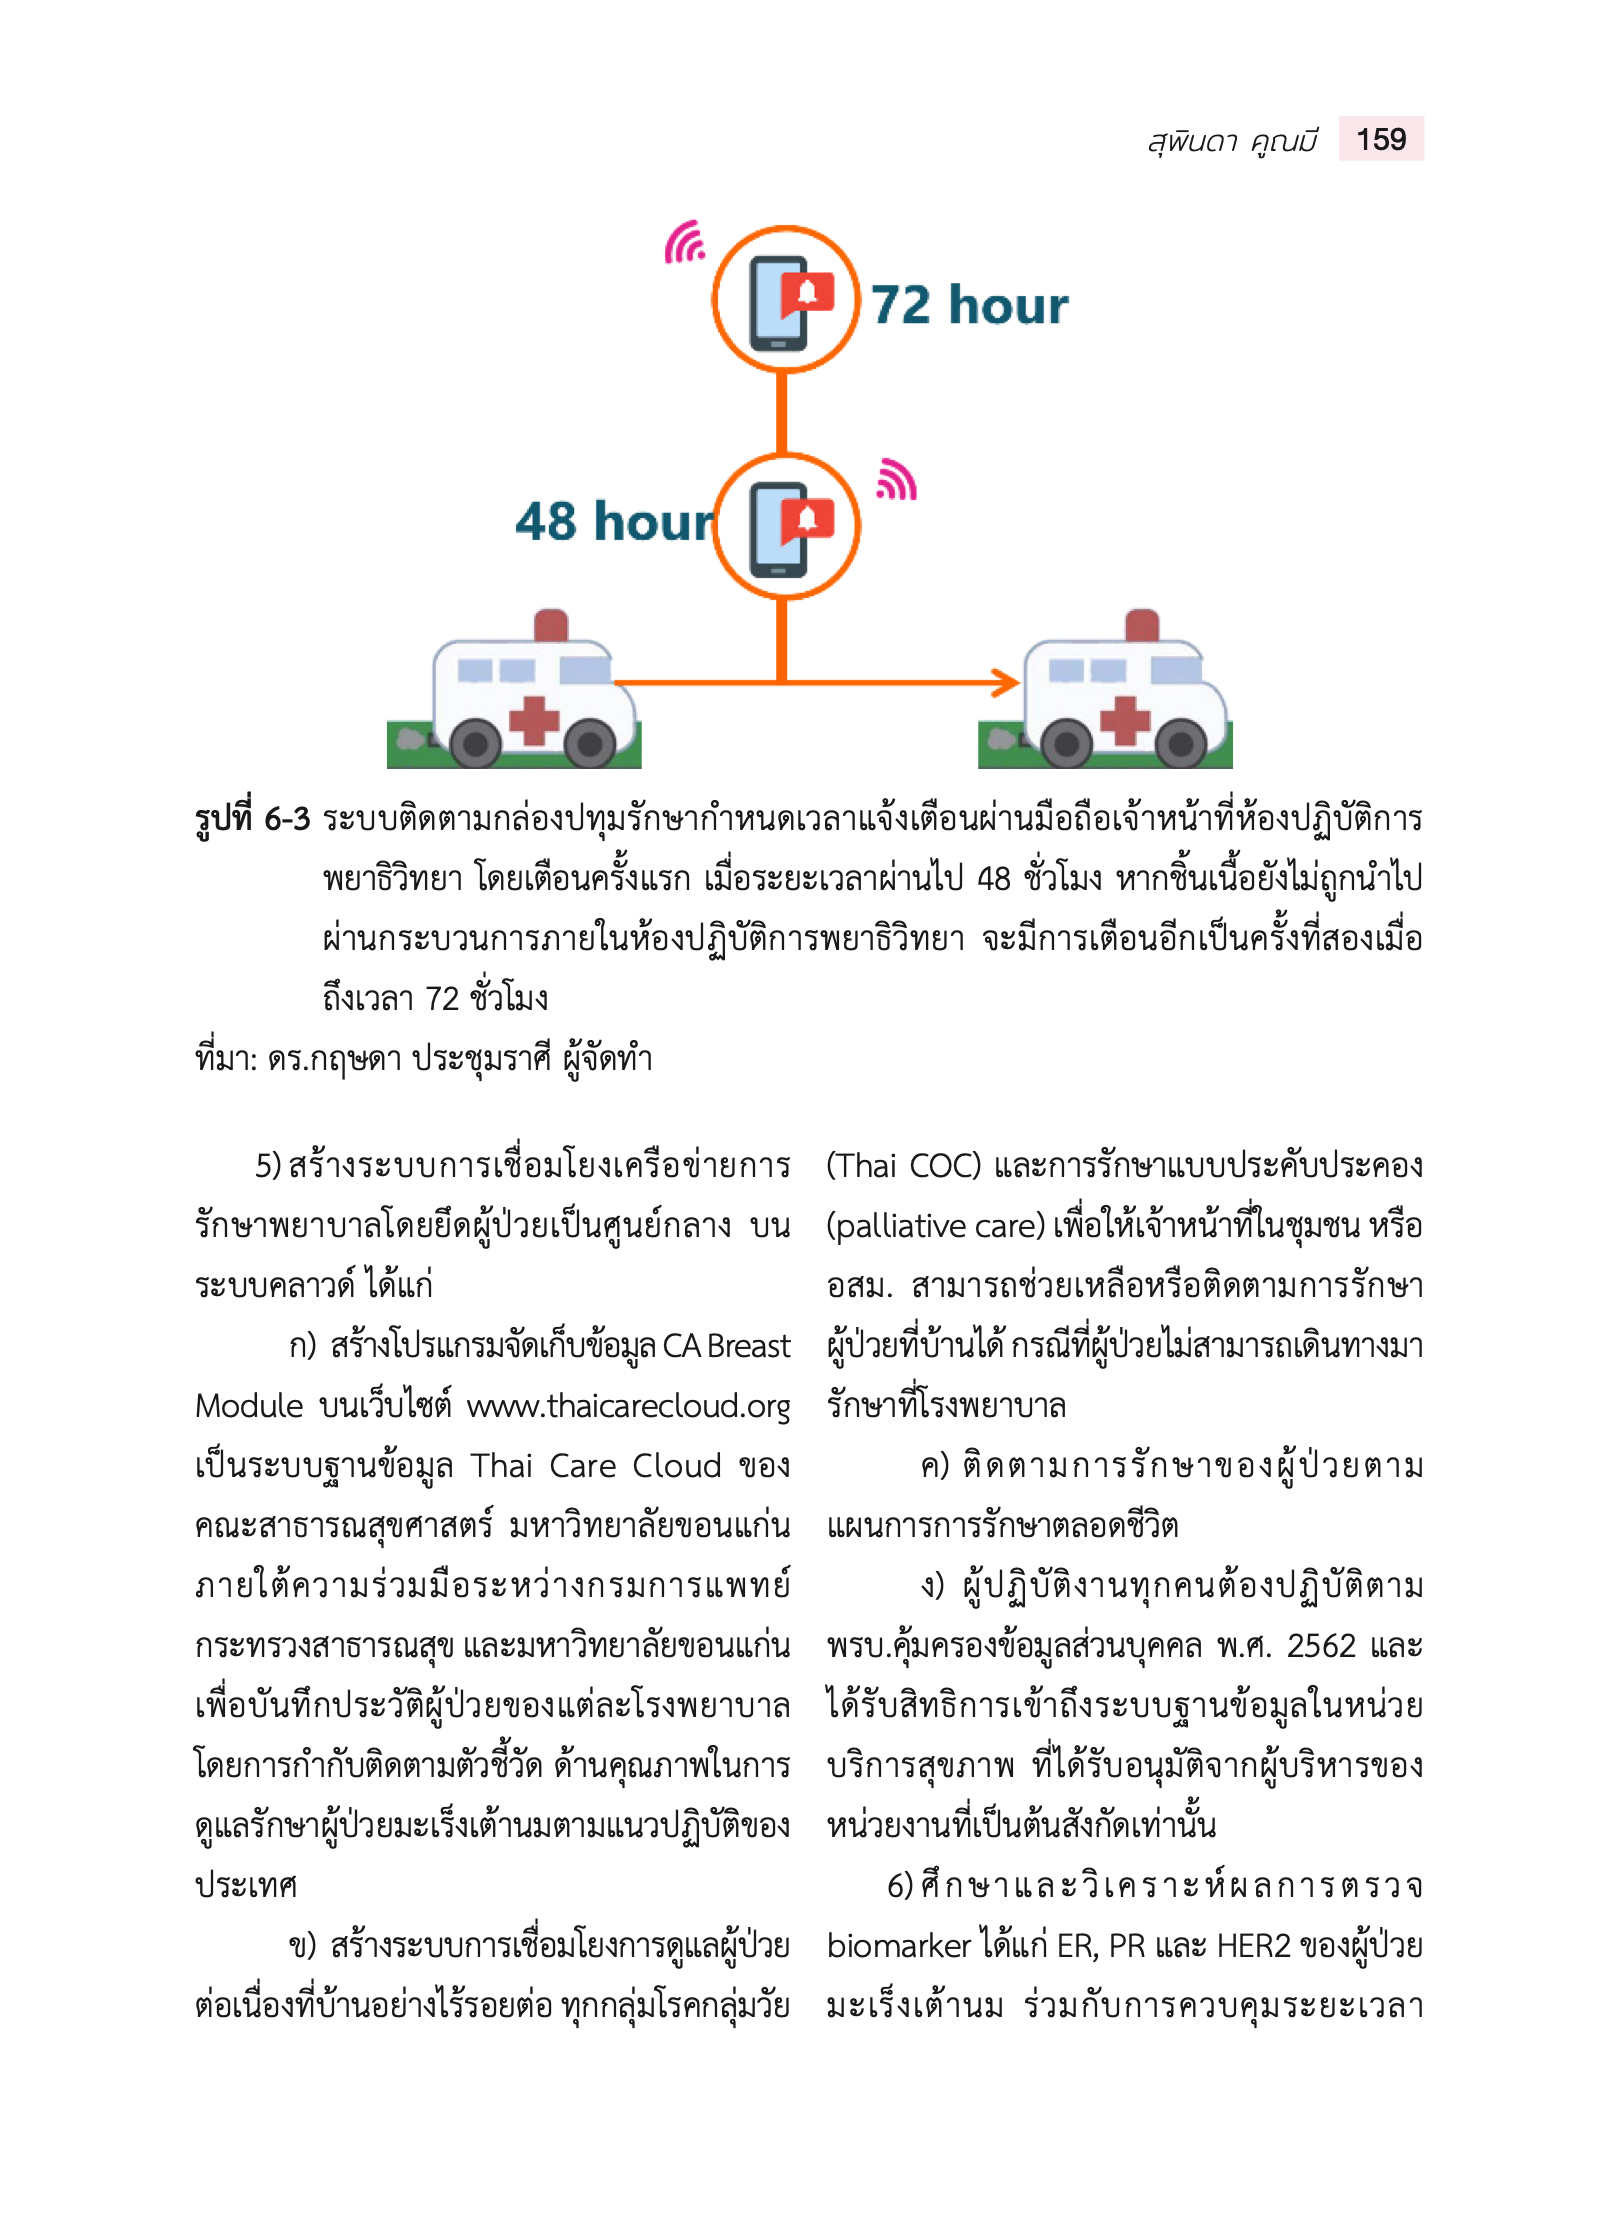 สุพินดา คูณมี 159
72 hour
48 hour
รูปที่ 6-3 ระบบติดตามกล่องปทุมรักษากำหนดเวลาแจ้งเตือนผ่านมือถือเจ้าหน้าที่ห้องปฏิบัติการ
พยาธิวิทยา โดยเตือนครั้งแรก เมื่อระยะเวลาผ่านไป 48 ชั่วโมง หากชิ้นเนื้อยังไม่ถูกนำไป
ผ่านกระบวนการภายในห้องปฏิบัติการพยาธิวิทยา จะมีการเตือนอีกเป็นครั้งที่สองเมื่อ
ถึงเวลา 72 ชั่วโมง
ที่มา: ดร.กฤษดา ประชุมราศี ผู้จัดทำ
5) สร้างระบบการเชื่อมโยงเครือข่ายการ
รักษาพยาบาลโดยยึดผู้ป่วยเป็นศูนย์กลาง บน
ระบบคลาวด์ ได้แก่
ก) สร้างโปรแกรมจัดเก็บข้อมูล CA Breast
Module บนเว็บไซต์ www.thaicarecloud.org
เป็นระบบฐานข้อมูล Thai Care Cloud ของ
คณะสาธารณสุขศาสตร์ มหาวิทยาลัยขอนแก่น
ภายใต้ความร่วมมือระหว่างกรมการแพทย์
กระทรวงสาธารณสุข และมหาวิทยาลัยขอนแก่น
เพื่อบันทึกประวัติผู้ป่วยของแต่ละโรงพยาบาล
โดยการกำกับติดตามตัวชี้วัด ด้านคุณภาพในการ
ดูแลรักษาผู้ป่วยมะเร็งเต้านมตามแนวปฏิบัติของ
ประเทศ
ข) สร้างระบบการเชื่อมโยงการดูแลผู้ป่วย
ต่อเนื่องที่บ้านอย่างไร้รอยต่อ ทุกกลุ่มโรคกลุ่มวัย
(Thai COC) และการรักษาแบบประคับประคอง
(palliative care) เพื่อให้เจ้าหน้าที่ในชุมชน หรือ
อสม. สามารถช่วยเหลือหรือติดตามการรักษา
ผู้ป่วยที่บ้านได้ กรณีที่ผู้ป่วยไม่สามารถเดินทางมา
รักษาที่โรงพยาบาล
ค) ติดตามการรักษาของผู้ป่วยตาม
แผนการการรักษาตลอดชีวิต
ง) ผู้ปฏิบัติงานทุกคนต้องปฏิบัติตาม
พรบ.คุ้มครองข้อมูลส่วนบุคคล พ.ศ. 2562 และ
ได้รับสิทธิการเข้าถึงระบบฐานข้อมูลในหน่วย
บริการสุขภาพ ที่ได้รับอนุมัติจากผู้บริหารของ
หน่วยงานที่เป็นต้นสังกัดเท่านั้น
6) ศึกษาและวิเคราะห์ผลการตรวจ
biomarker ได้แก่ ER, PR และ HER2 ของผู้ป่วย
มะเร็งเต้านม ร่วมกับการควบคุมระยะเวลา